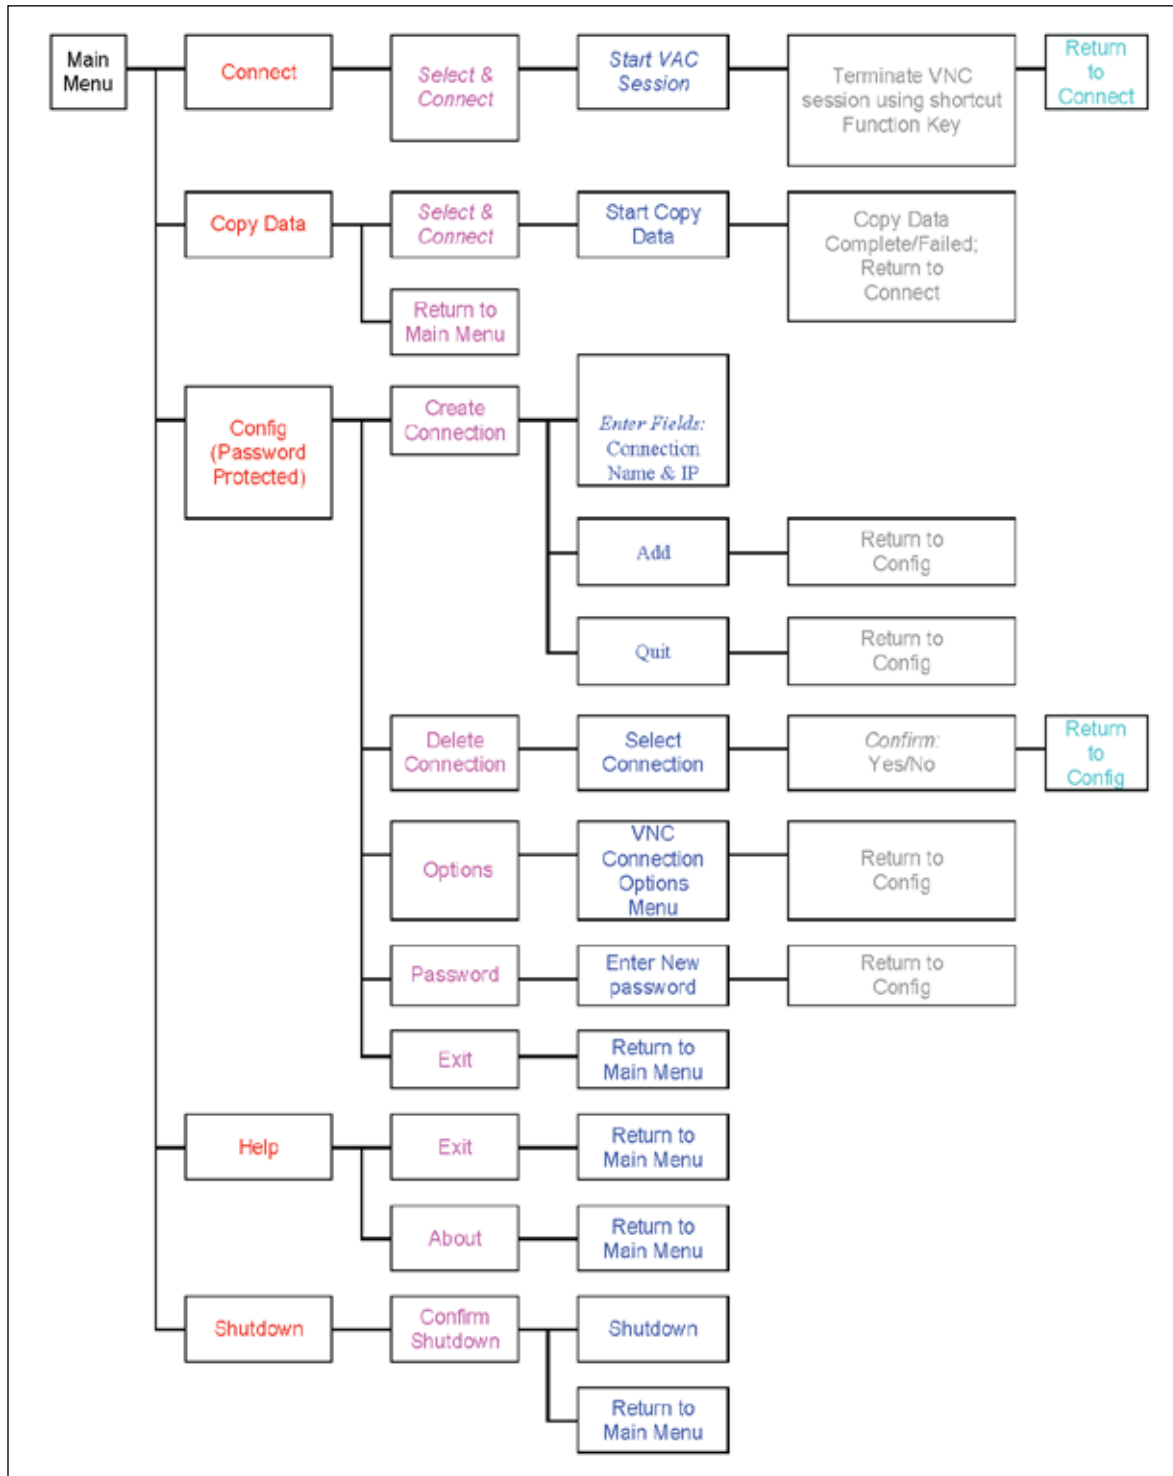 Main
Menu
Connect
Select &
Connect
Start VAC
Session
Terminate VNC
session using shortcut
Function Key
Return
to
Connect
Copy Data
Select &
Connect
Start Copy
Data
Copy Data
Complete/Failed;
Return to
Connect
Return to
Main Menu
Config
(Password
Protected)
Create
Connection
Enter Fields:
Connection
Name & IP
Add
Return to
Config
Quit
Return to
Config
Delete
Connection
Select
Connection
Confirm:
Yes/No
Return
to
Config
Options
VNC
Connection
Options
Menu
Return to
Config
Password
Enter New
password
Return to
Config
Exit
Return to
Main Menu
Help
Exit
Return to
Main Menu
About
Return to
Main Menu
Shutdown
Confirm
Shutdown
Shutdown
Return to
Main Menu